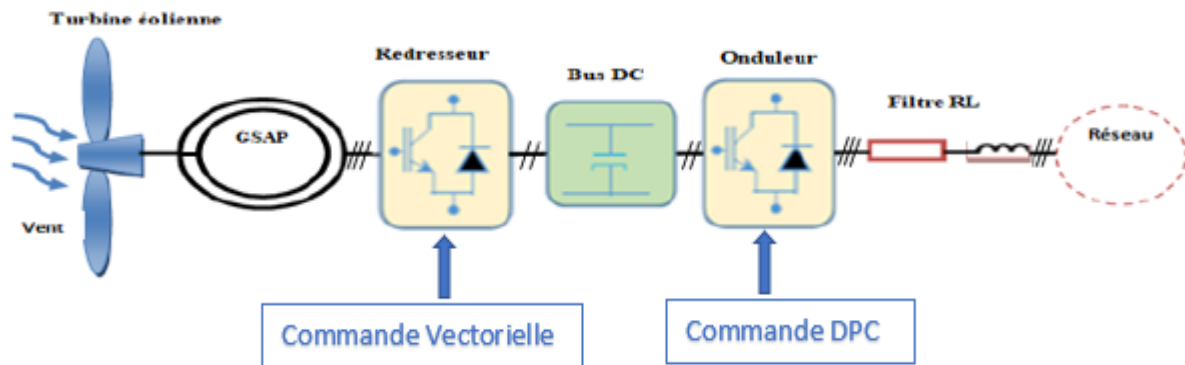 Turbine éolienne
Redresseur
Bus DC
Onduleur
Filtre RL
GSAP
Réseau
Vent
Commande Vectorielle
Commande DPC